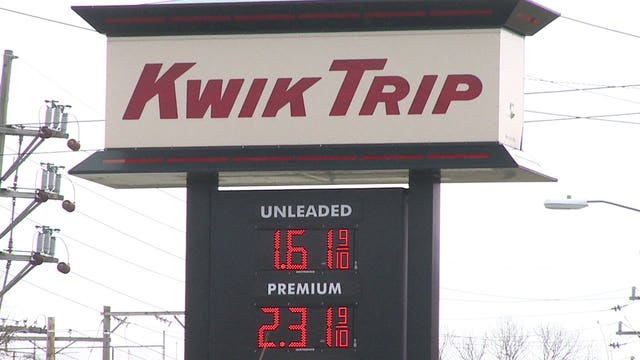 KWIK TRIP
UNLEADED
1.61 9/10
PREMIUM
2.31 9/10